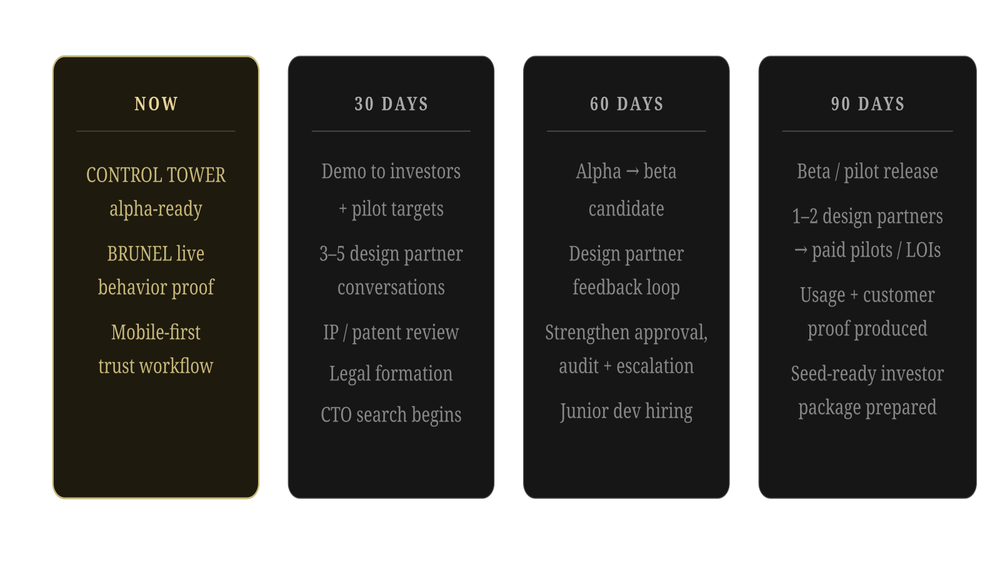 NOW
CONTROL TOWER
alpha-ready
BRUNEL live
behavior proof
Mobile-first
trust workflow
30 DAYS
Demo to investors
+ pilot targets
3–5 design partner
conversations
IP / patent review
Legal formation
CTO search begins
60 DAYS
Alpha → beta
candidate
Design partner
feedback loop
Strengthen approval,
audit + escalation
Junior dev hiring
90 DAYS
Beta / pilot release
1–2 design partners
→ paid pilots / LOIs
Usage + customer
proof produced
Seed-ready investor
package prepared